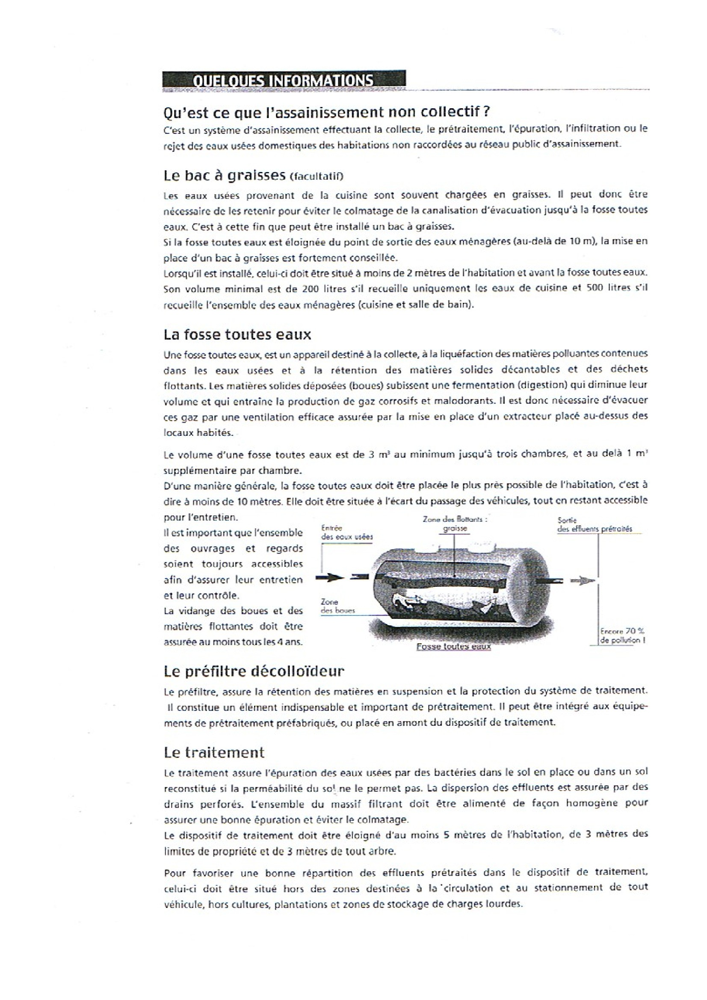 QUELQUES INFORMATIONS
Qu'est ce que l'assainissement non collectif ?
C'est un système d'assainissement effectuant la collecte, le prétraitement, l'épuration, l'infiltration ou le
rejet des eaux usées domestiques des habitations non raccordées au réseau public d'assainissement.
Le bac à graisses (facultatif)
Les eaux usées provenant de la cuisine sont souvent chargées en graisses. Il peut donc être
nécessaire de les retenir pour éviter le colmatage de la canalisation d'évacuation jusqu'à la fosse toutes
eaux. C'est à cette fin que peut être installé un bac à graisses.
Si la fosse toutes eaux est éloignée du point de sortie des eaux ménagères (au-delà de 10 m), la mise en
place d'un bac à graisses est fortement conseillée.
Lorsqu'il est installé, celui-ci doit être situé à moins de 2 mètres de l'habitation et avant la fosse toutes eaux.
Son volume minimal est de 200 litres s'il recueille uniquement les eaux de cuisine et 500 litres s'il
recueille l'ensemble des eaux ménagères (cuisine et salle de bain).
La fosse toutes eaux
Une fosse toutes eaux, est un appareil destiné à la collecte, à la liquéfaction des matières polluantes contenues
dans les eaux usées et à la rétention des matières solides décantables et des déchets
flottants. Les matières solides déposées (boues) subissent une fermentation (digestion) qui diminue leur
volume et qui entraîne la production de gaz corrosifs et malodorants. Il est donc nécessaire d'évacuer
ces gaz par une ventilation efficace assurée par la mise en place d'un extracteur placé au-dessus des
locaux habités.
Le volume d'une fosse toutes eaux est de 3 m³ au minimum jusqu'à trois chambres, et au delà 1 m³
supplémentaire par chambre.
D'une manière générale, la fosse toutes eaux doit être placée le plus près possible de l'habitation, c'est à
dire à moins de 10 mètres. Elle doit être située à l'écart du passage des véhicules, tout en restant accessible
pour l'entretien.
Il est important que l'ensemble
des ouvrages et regards
soient toujours accessibles
afin d'assurer leur entretien
et leur contrôle.
La vidange des boues et des
matières flottantes doit être
assurée au moins tous les 4 ans.
Entrée
des eaux usées
Zone des flottants :
graisse
Sortie
des effluents prétraités
Zone
des boues
Encore 70 %
de pollution !
Fosse toutes eaux
Le préfiltre décolloïdeur
Le préfiltre, assure la rétention des matières en suspension et la protection du système de traitement.
Il constitue un élément indispensable et important de prétraitement. Il peut être intégré aux équipe-
ments de prétraitement préfabriqués, ou placé en amont du dispositif de traitement.
Le traitement
Le traitement assure l'épuration des eaux usées par des bactéries dans le sol en place ou dans un sol
reconstitué si la perméabilité du sol ne le permet pas. La dispersion des effluents est assurée par des
drains perforés. L'ensemble du massif filtrant doit être alimenté de façon homogène pour
assurer une bonne épuration et éviter le colmatage.
Le dispositif de traitement doit être éloigné d'au moins 5 mètres de l'habitation, de 3 mètres des
limites de propriété et de 3 mètres de tout arbre.
Pour favoriser une bonne répartition des effluents prétraités dans le dispositif de traitement,
celui-ci doit être situé hors des zones destinées à la circulation et au stationnement de tout
véhicule, hors cultures, plantations et zones de stockage de charges lourdes.